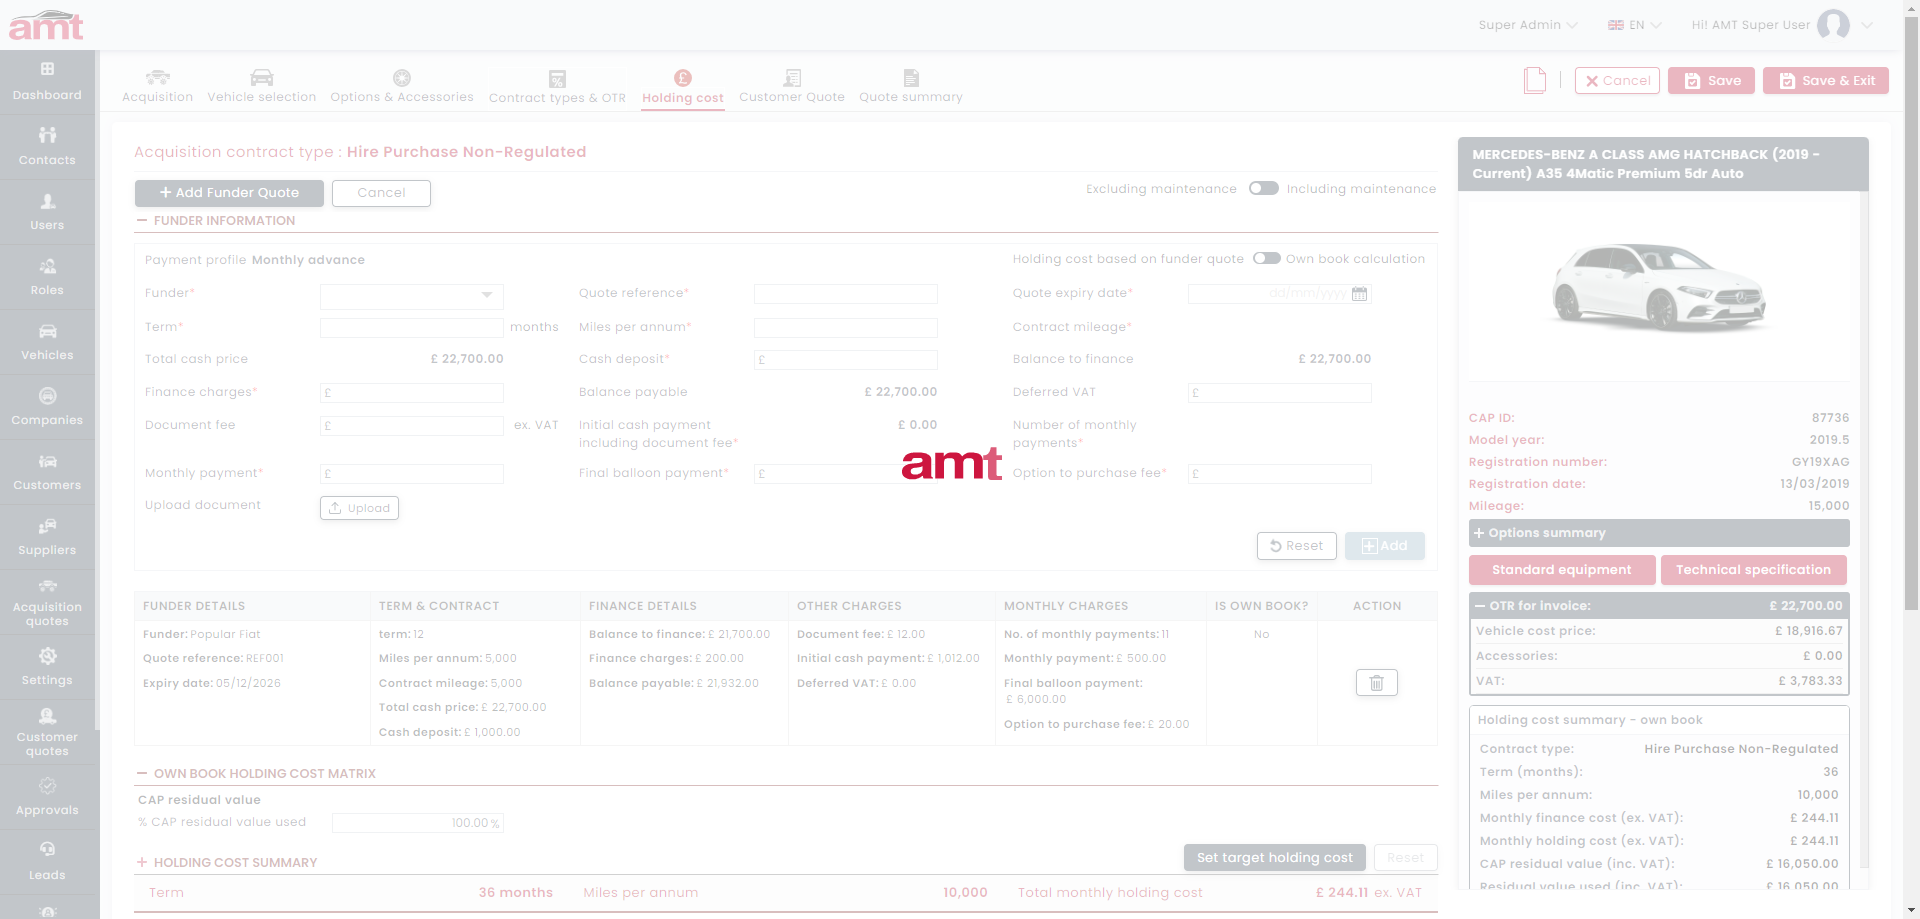 amt
Super Admin
EN
Hi! AMT Super User
Dashboard
Contacts
Users
Roles
Vehicles
Companies
Customers
Suppliers
Acquisition
quotes
Settings
Customer
quotes
Approvals
Leads
Acquisition
Vehicle selection
Options & Accessories
Contract types & OTR
Holding cost
Customer Quote
Quote summary
Cancel
Save
Save & Exit
Acquisition contract type : Hire Purchase Non-Regulated
+ Add Funder Quote
Cancel
Excluding maintenance
Including maintenance
FUNDER INFORMATION
Payment profile Monthly advance
Holding cost based on funder quote
Own book calculation
Funder*
Quote reference*
Quote expiry date*
dd/mm/yyyy
Term*
months
Miles per annum*
Contract mileage*
Total cash price
£ 22,700.00
Cash deposit*
£
Balance to finance
£ 22,700.00
Finance charges*
£
Balance payable
£ 22,700.00
Deferred VAT
£
Document fee
£
ex. VAT
Initial cash payment
including document fee*
£ 0.00
Number of monthly
payments*
amt
Monthly payment*
£
Final balloon payment*
£
Option to purchase fee*
£
Upload document
Upload
Reset
Add
FUNDER DETAILS
TERM & CONTRACT
FINANCE DETAILS
OTHER CHARGES
MONTHLY CHARGES
IS OWN BOOK?
ACTION
Funder: Popular Fiat
Quote reference: REF001
Expiry date: 05/12/2026
term: 12
Miles per annum: 5,000
Contract mileage: 5,000
Total cash price: £ 22,700.00
Cash deposit: £ 1,000.00
Balance to finance: £ 21,700.00
Finance charges: £ 200.00
Balance payable: £ 21,932.00
Document fee: £ 12.00
Initial cash payment: £ 1,012.00
Deferred VAT: £ 0.00
No. of monthly payments: 11
Monthly payment: £ 500.00
Final balloon payment:
£ 6,000.00
Option to purchase fee: £ 20.00
No
OWN BOOK HOLDING COST MATRIX
CAP residual value
% CAP residual value used
100.00 %
HOLDING COST SUMMARY
Set target holding cost
Reset
Term
36 months
Miles per annum
10,000
Total monthly holding cost
£ 244.11 ex. VAT
MERCEDES-BENZ A CLASS AMG HATCHBACK (2019 -
Current) A35 4Matic Premium 5dr Auto
CAP ID:
87736
Model year:
2019.5
Registration number:
GY19XAG
Registration date:
13/03/2019
Mileage:
15,000
+ Options summary
Standard equipment
Technical specification
OTR for invoice:
£ 22,700.00
Vehicle cost price:
£ 18,916.67
Accessories:
£ 0.00
VAT:
£ 3,783.33
Holding cost summary - own book
Contract type:
Hire Purchase Non-Regulated
Term (months):
36
Miles per annum:
10,000
Monthly finance cost (ex. VAT):
£ 244.11
Monthly holding cost (ex. VAT):
£ 244.11
CAP residual value (inc. VAT):
£ 16,050.00
Residual value used (inc. VAT):
£ 16,050.00